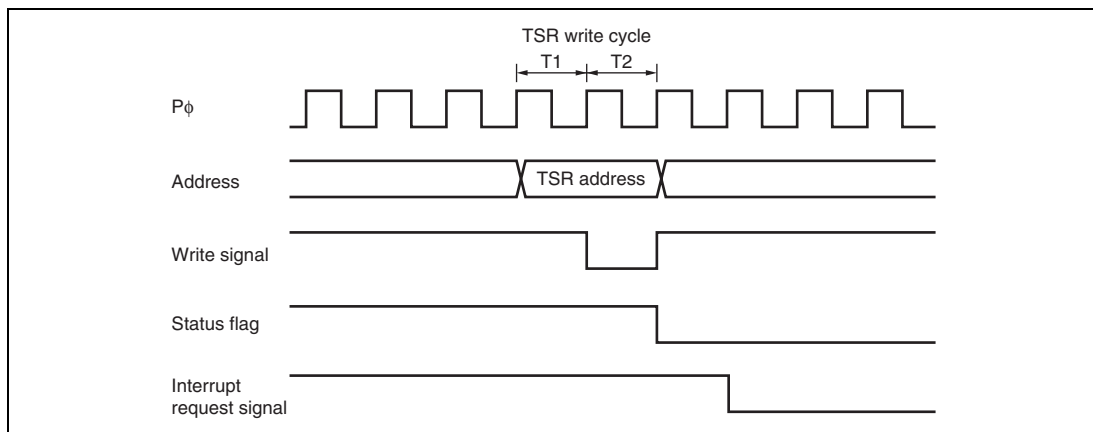 TSR write cycle
T1 T2
Pϕ
Address
TSR address
Write signal
Status flag
Interrupt
request signal